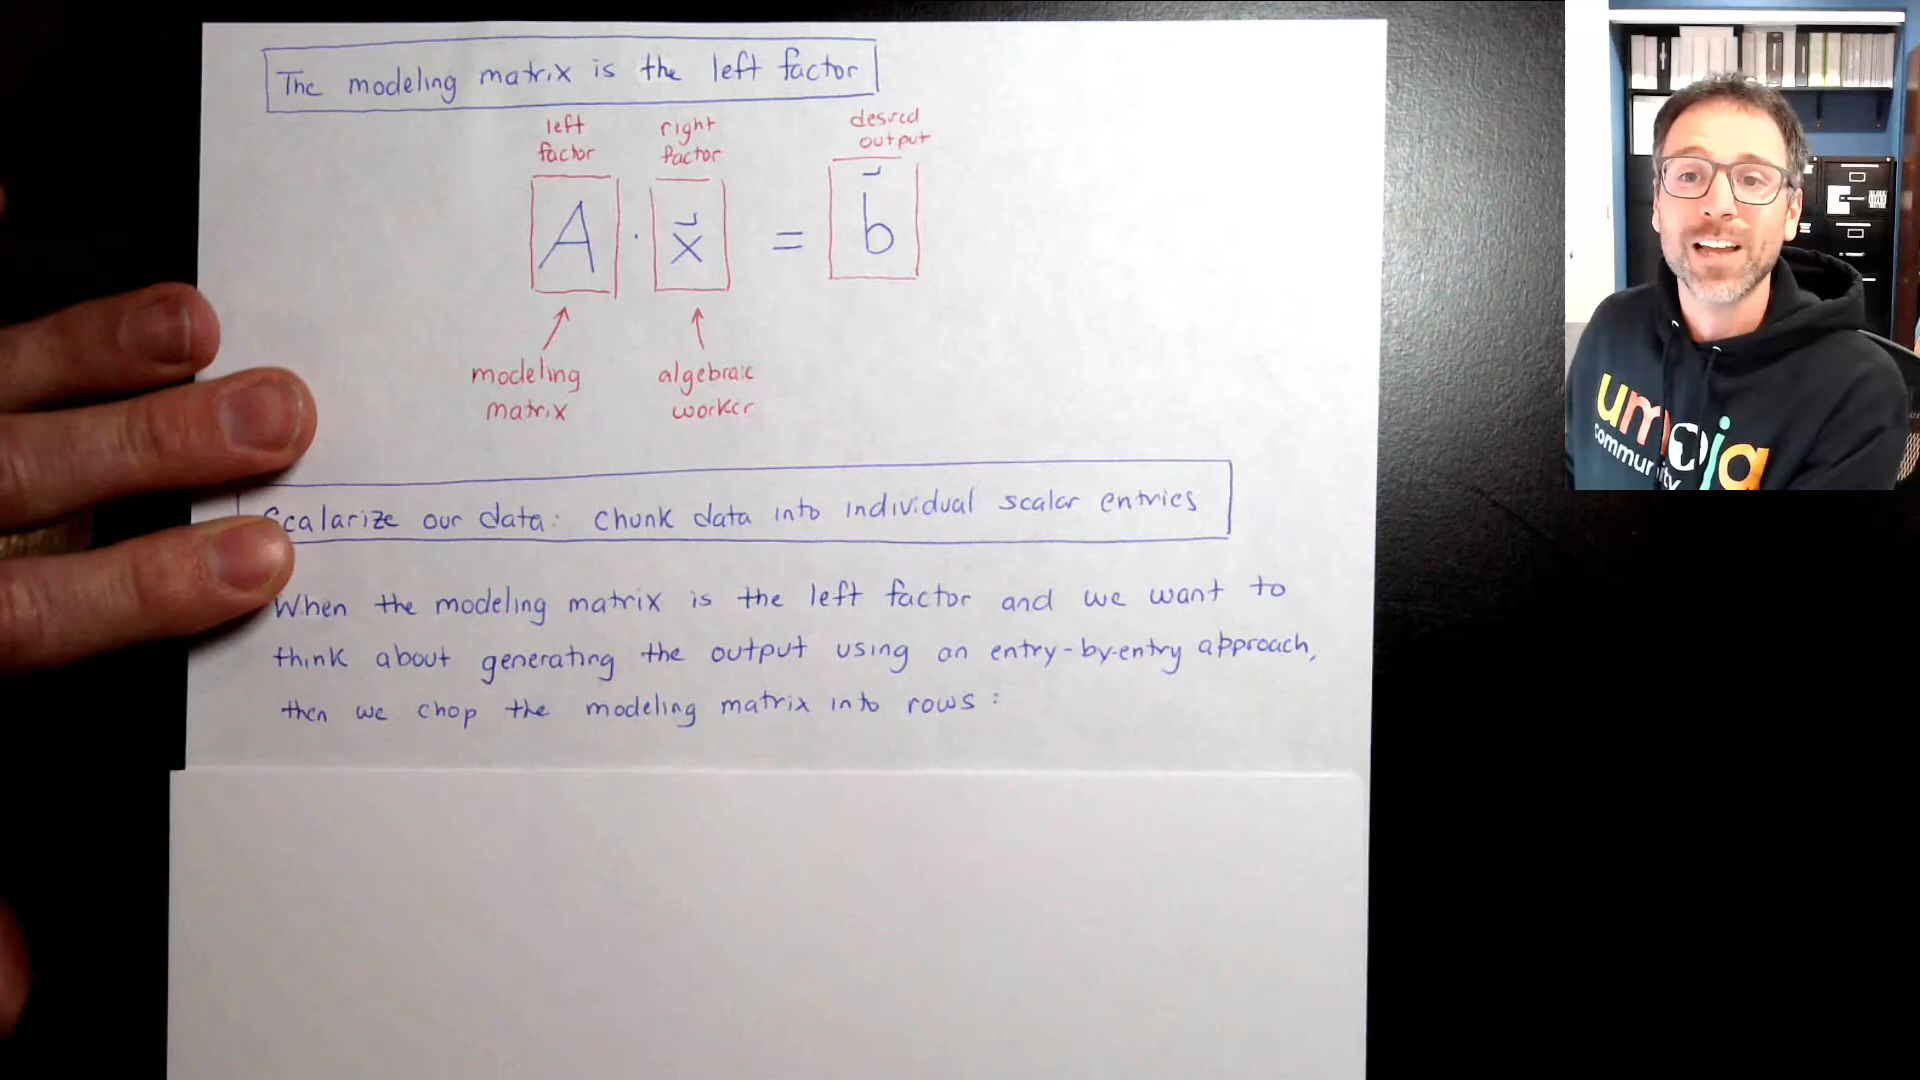 The modeling matrix is the left factor
left factor
right factor
desired output
A · x = b
modeling matrix
algebraic worker
Scalarize our data: chunk data into individual scalar entries
When the modeling matrix is the left factor and we want to
think about generating the output using an entry-by-entry approach,
then we chop the modeling matrix into rows:
umoja
community